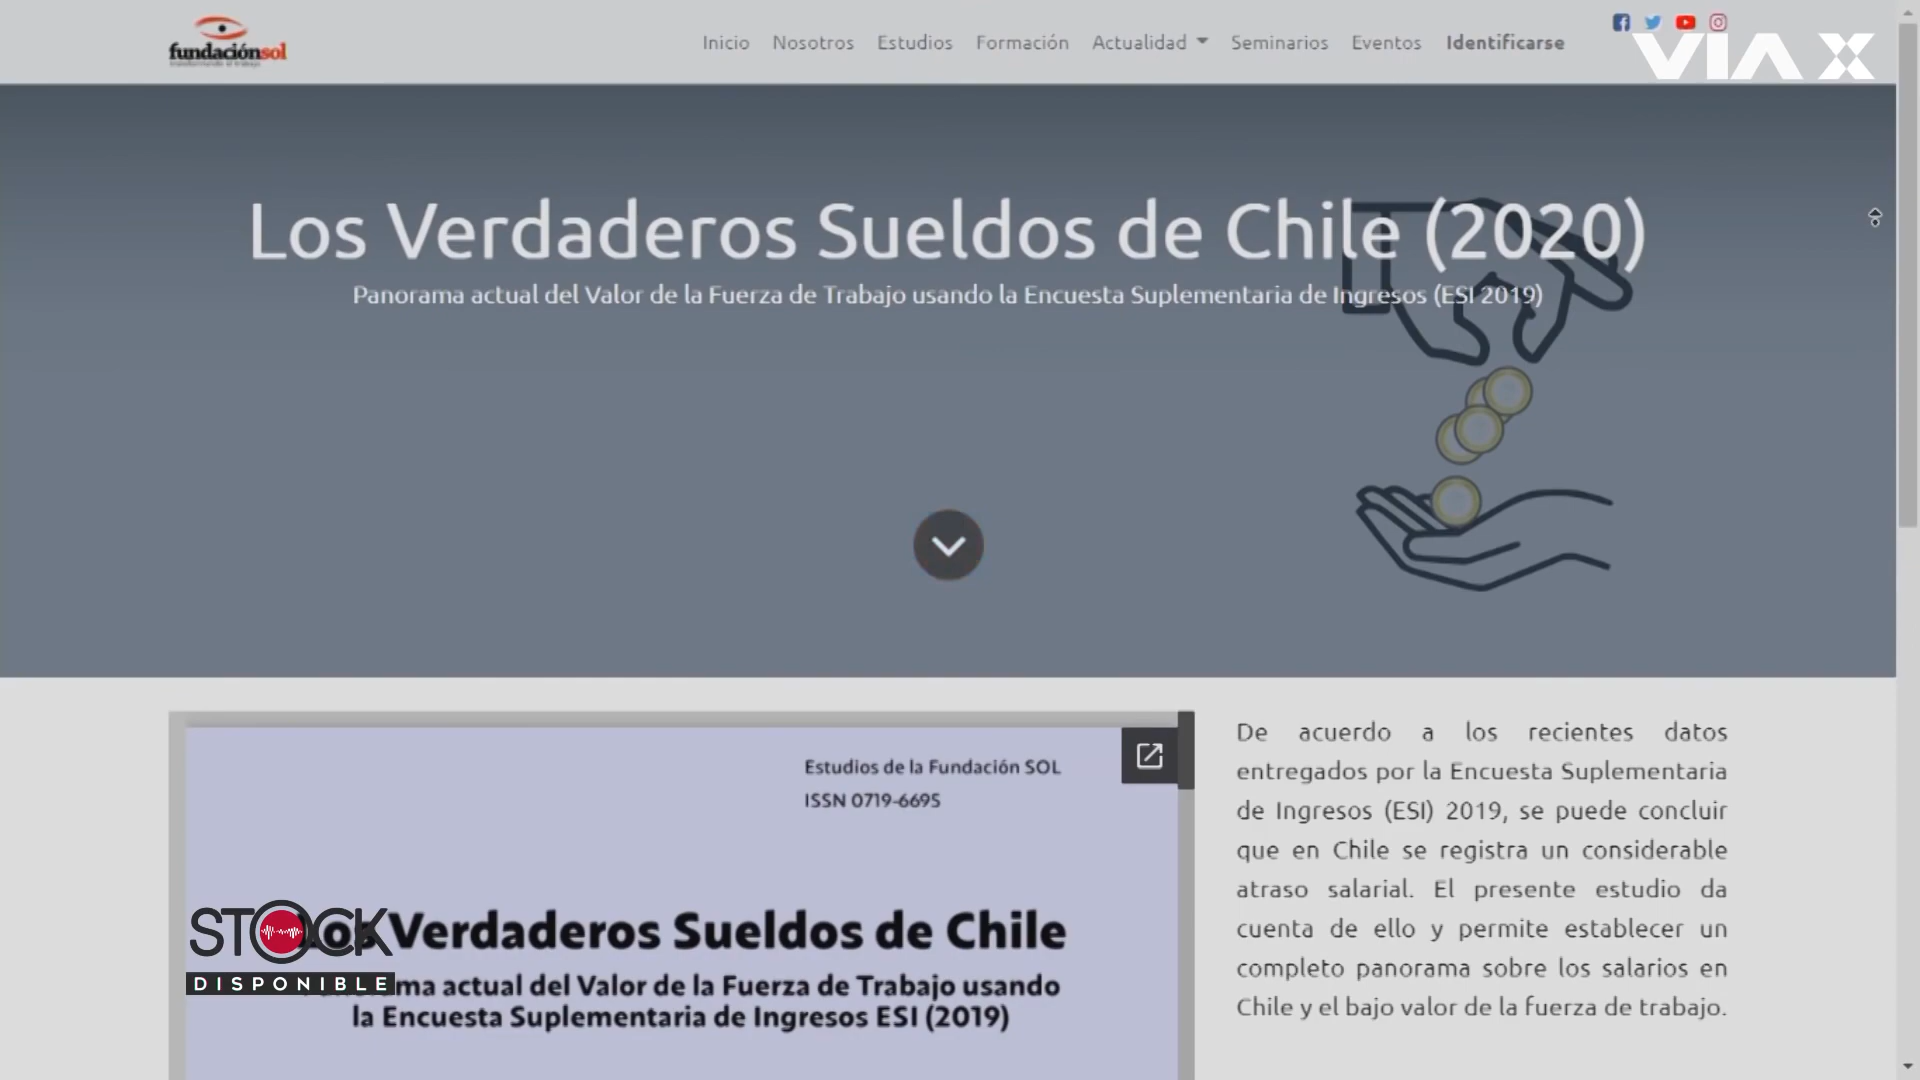 fundaciónsol
Inicio Nosotros Estudios Formación Actualidad Seminarios Eventos Identificarse
VIA X
Los Verdaderos Sueldos de Chile (2020)
Panorama actual del Valor de la Fuerza de Trabajo usando la Encuesta Suplementaria de Ingresos (ESI 2019)
Estudios de la Fundación SOL
ISSN 0719-6695
Los Verdaderos Sueldos de Chile
actual del Valor de la Fuerza de Trabajo usando
la Encuesta Suplementaria de Ingresos ESI (2019)
STOCK
DISPONIBLE
De acuerdo a los recientes datos
entregados por la Encuesta Suplementaria
de Ingresos (ESI) 2019, se puede concluir
que en Chile se registra un considerable
atraso salarial. El presente estudio da
cuenta de ello y permite establecer un
completo panorama sobre los salarios en
Chile y el bajo valor de la fuerza de trabajo.